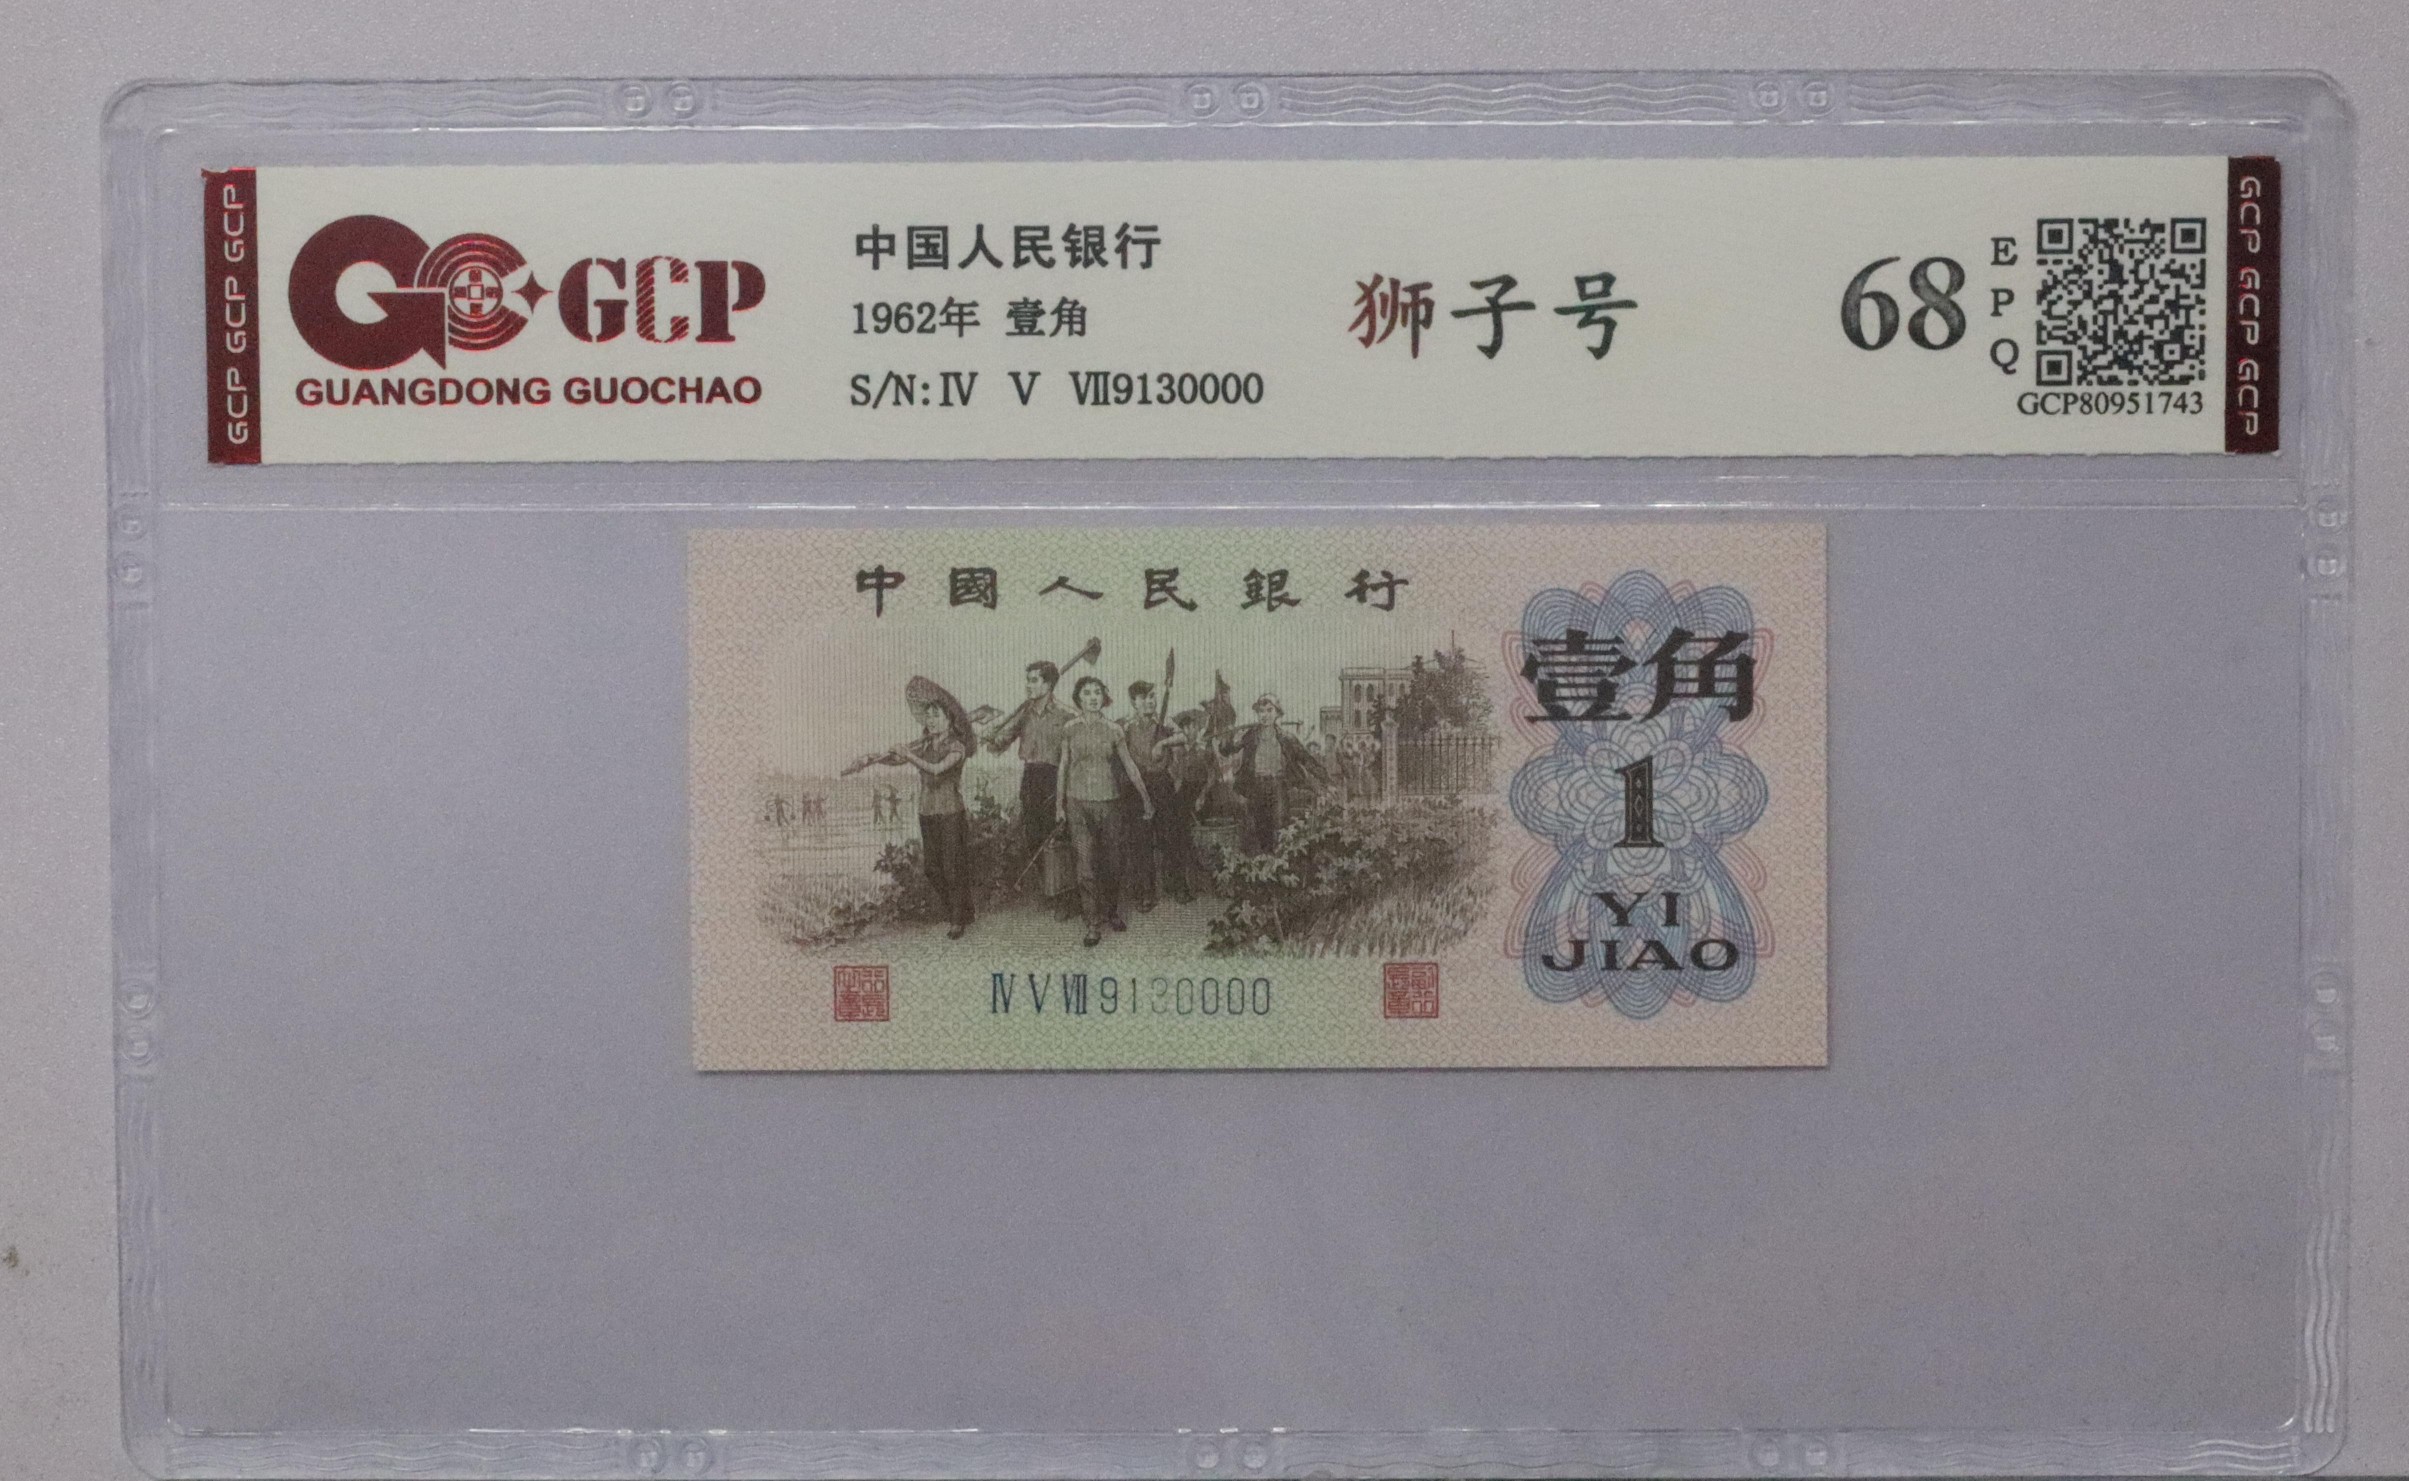 GCP GCP GCP
GCP
GUANGDONG GUOCHAO
中国人民银行
1962年 壹角
S/N: Ⅳ Ⅴ Ⅶ9130000
狮子号
68
E
P
Q
GCP80951743
GCP GCP GCP
中國人民銀行
壹角
1
YI
JIAO
Ⅳ Ⅴ Ⅶ 9130000